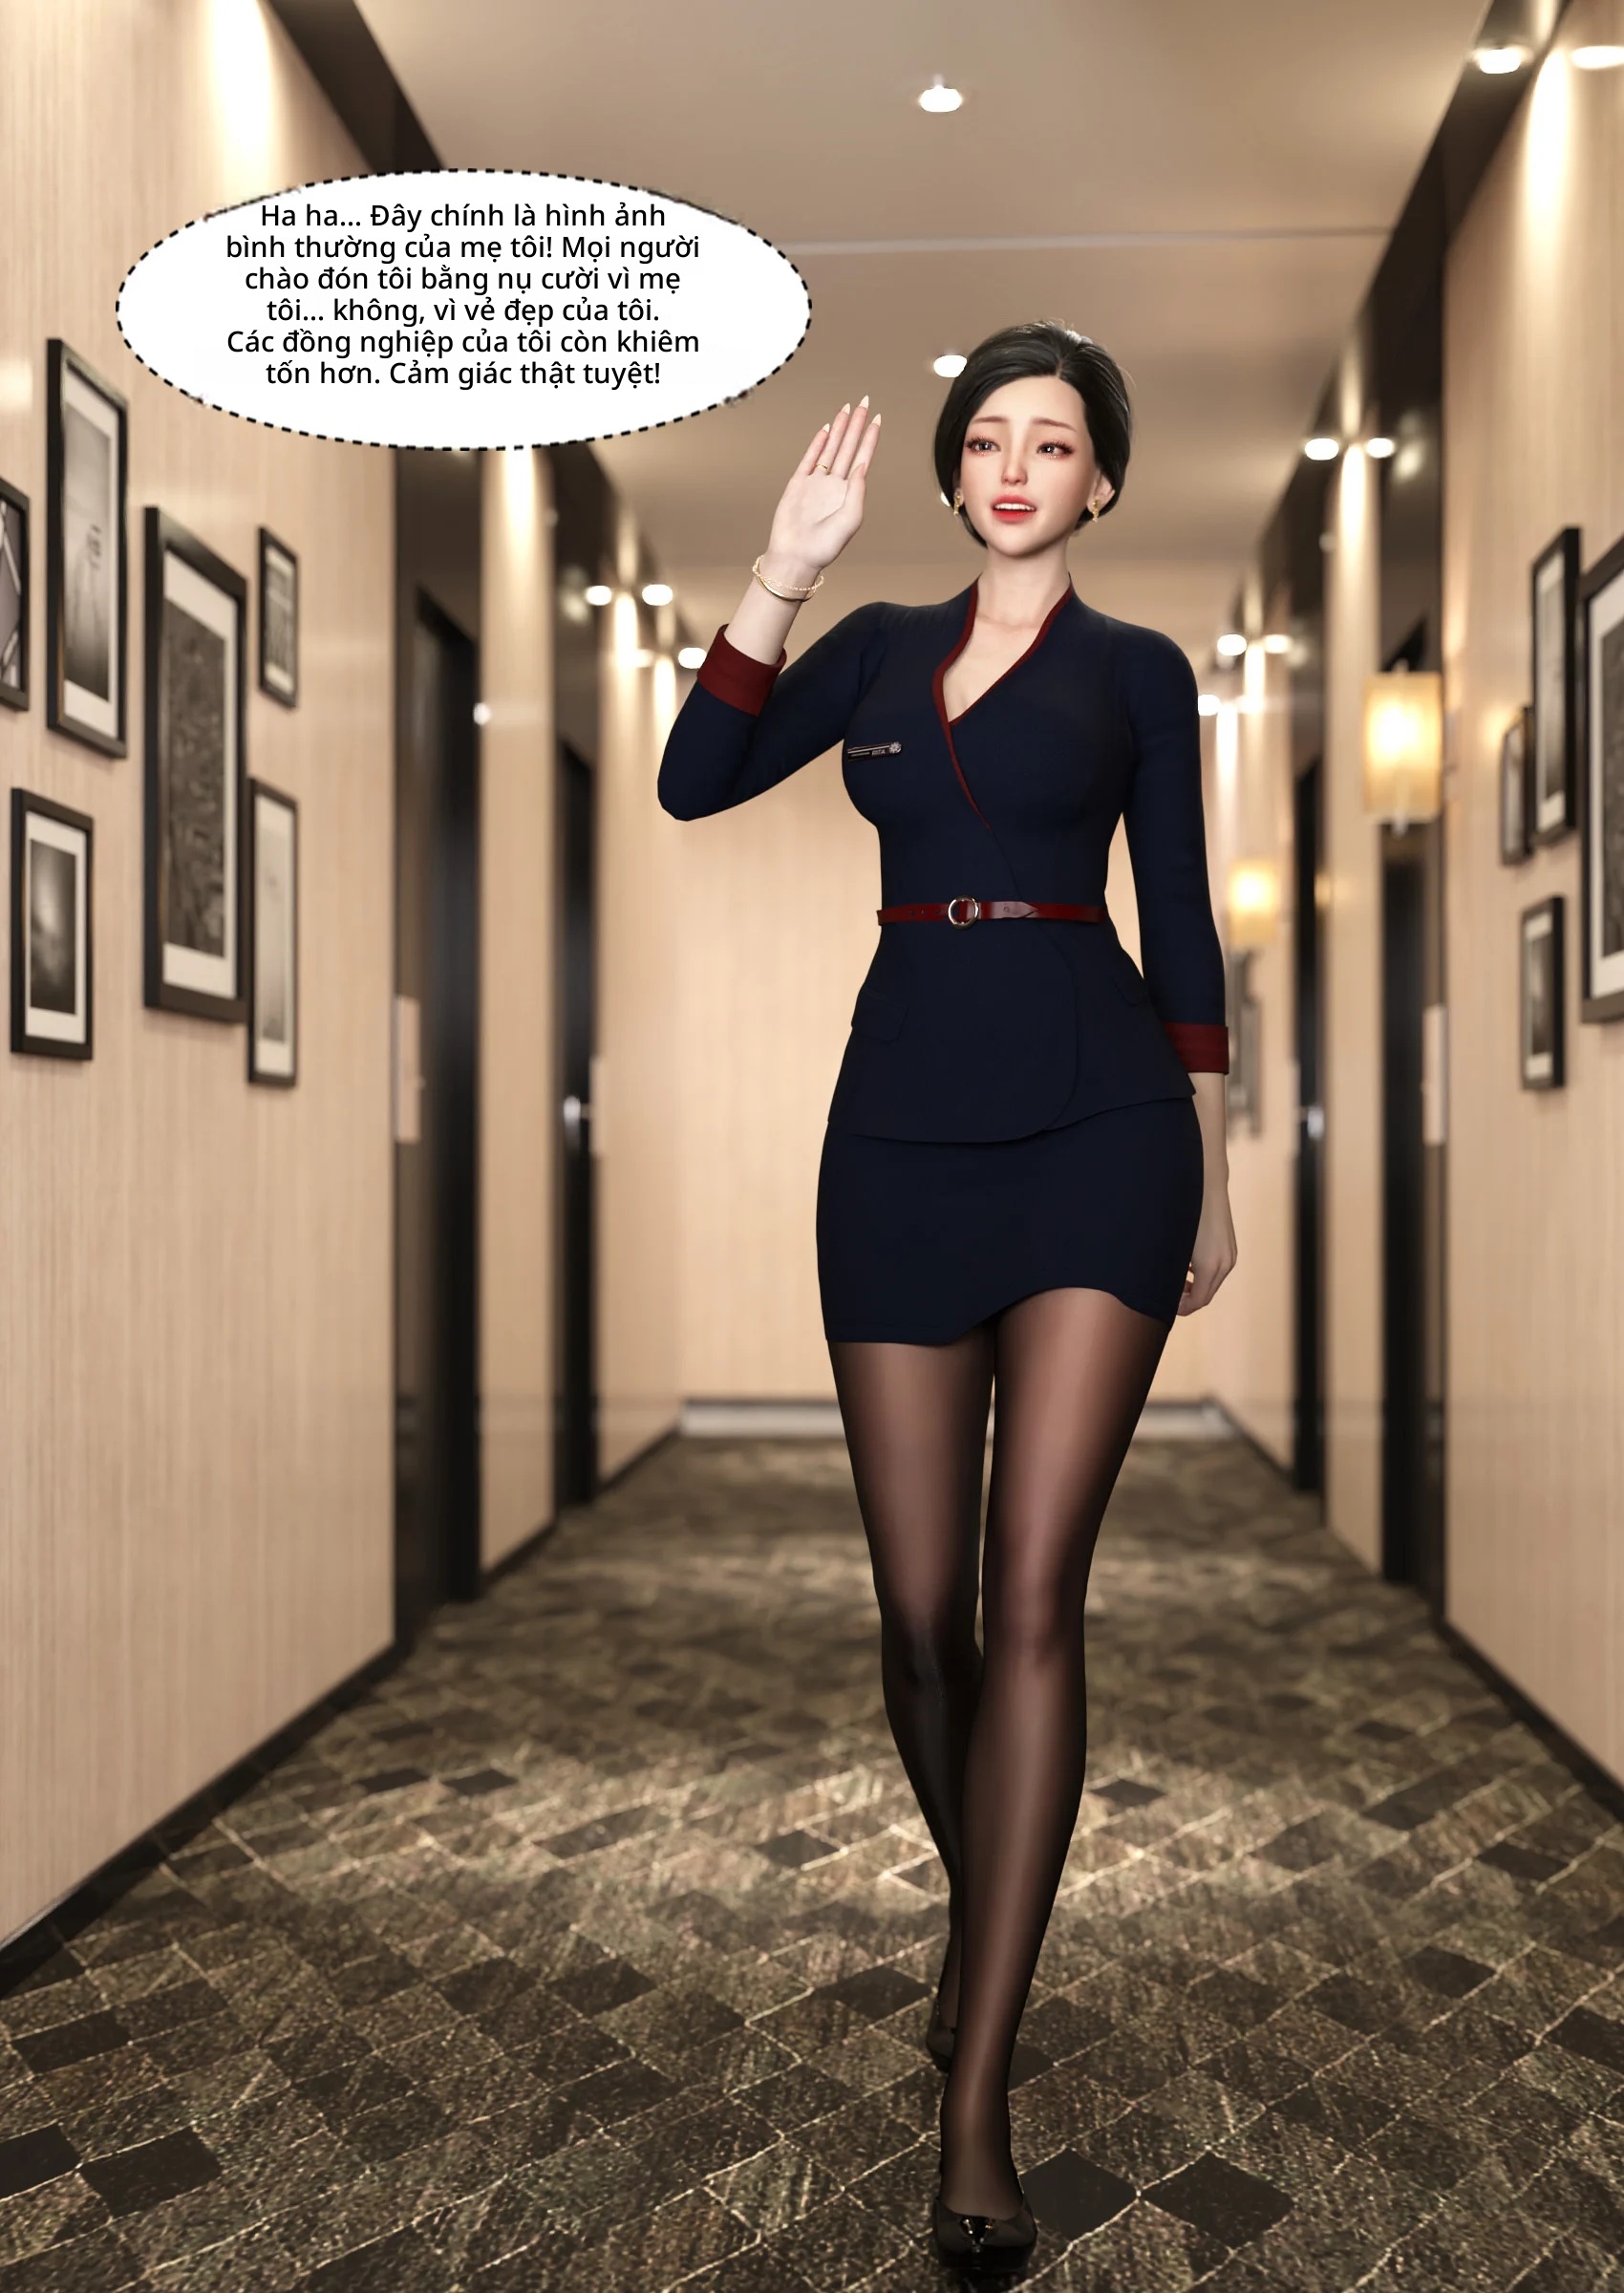 Ha ha... Đây chính là hình ảnh
bình thường của mẹ tôi! Mọi người
chào đón tôi bằng nụ cười vì mẹ
tôi... không, vì vẻ đẹp của tôi.
Các đồng nghiệp của tôi còn khiêm
tốn hơn. Cảm giác thật tuyệt!